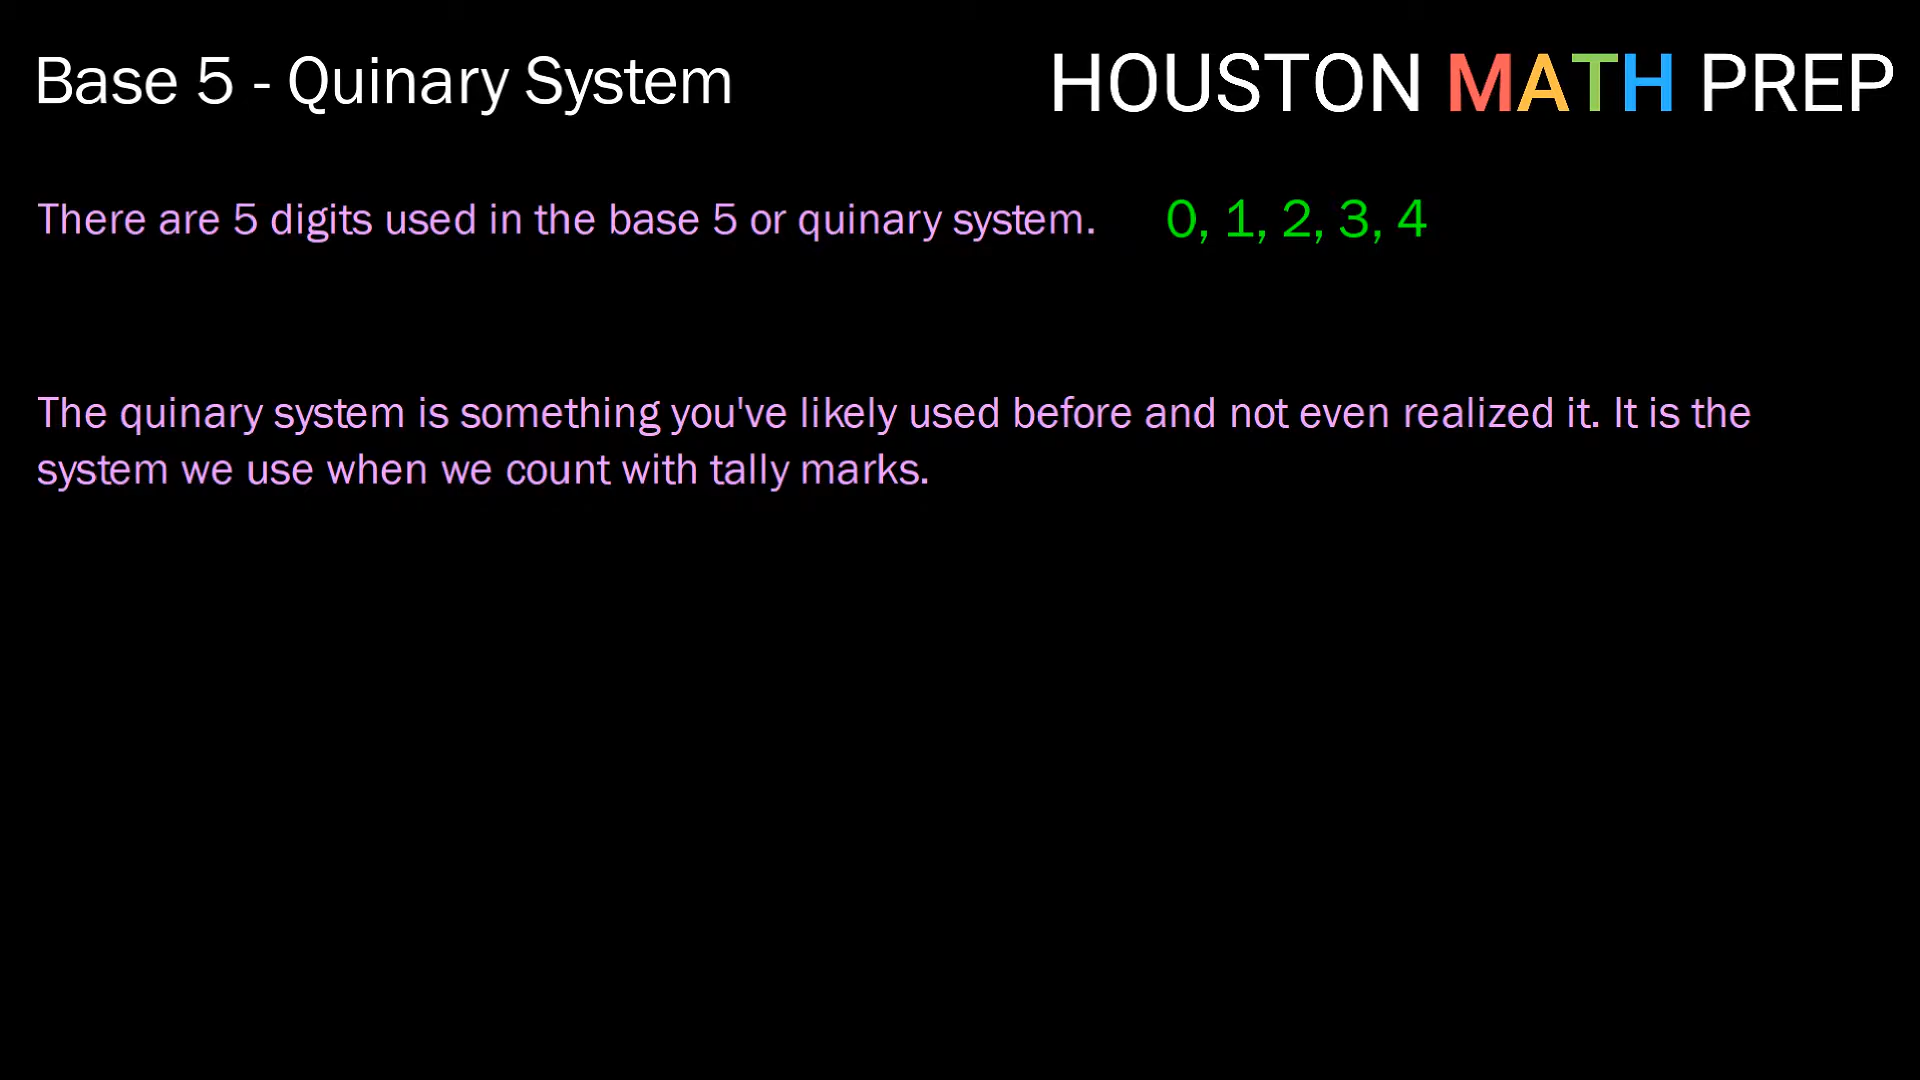 Base 5 - Quinary System
HOUSTON MATH PREP
There are 5 digits used in the base 5 or quinary system.
0, 1, 2, 3, 4
The quinary system is something you've likely used before and not even realized it. It is the
system we use when we count with tally marks.